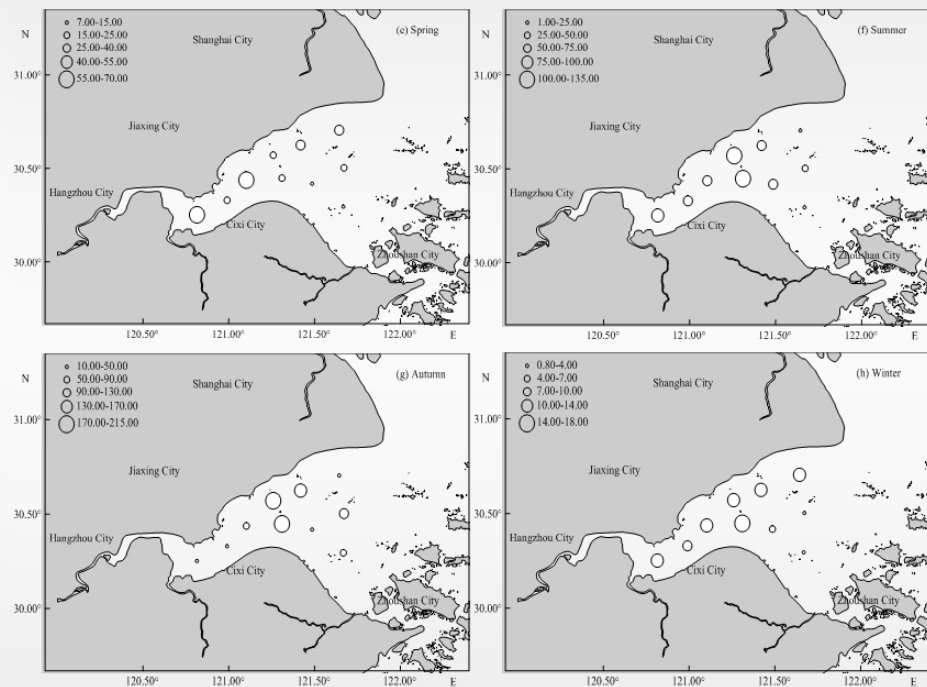 7.00-15.00
15.00-25.00
25.00-40.00
40.00-55.00
55.00-70.00
(e) Spring
N
Shanghai City
31.00°
Jiaxing City
30.50°
Hangzhou City
Cixi City
Zhoushan City
30.00°
120.50° 121.00° 121.50° 122.00° E
1.00-25.00
25.00-50.00
50.00-75.00
75.00-100.00
100.00-135.00
(f) Summer
N
Shanghai City
31.00°
Jiaxing City
30.50°
Hangzhou City
Cixi City
Zhoushan City
30.00°
120.50° 121.00° 121.50° 122.00° E
10.00-50.00
50.00-90.00
90.00-130.00
130.00-170.00
170.00-215.00
(g) Autumn
N
Shanghai City
31.00°
Jiaxing City
30.50°
Hangzhou City
Cixi City
Zhoushan City
30.00°
120.50° 121.00° 121.50° 122.00° E
0.80-4.00
4.00-7.00
7.00-10.00
10.00-14.00
14.00-18.00
(h) Winter
N
Shanghai City
31.00°
Jiaxing City
30.50°
Hangzhou City
Cixi City
Zhoushan City
30.00°
120.50° 121.00° 121.50° 122.00° E